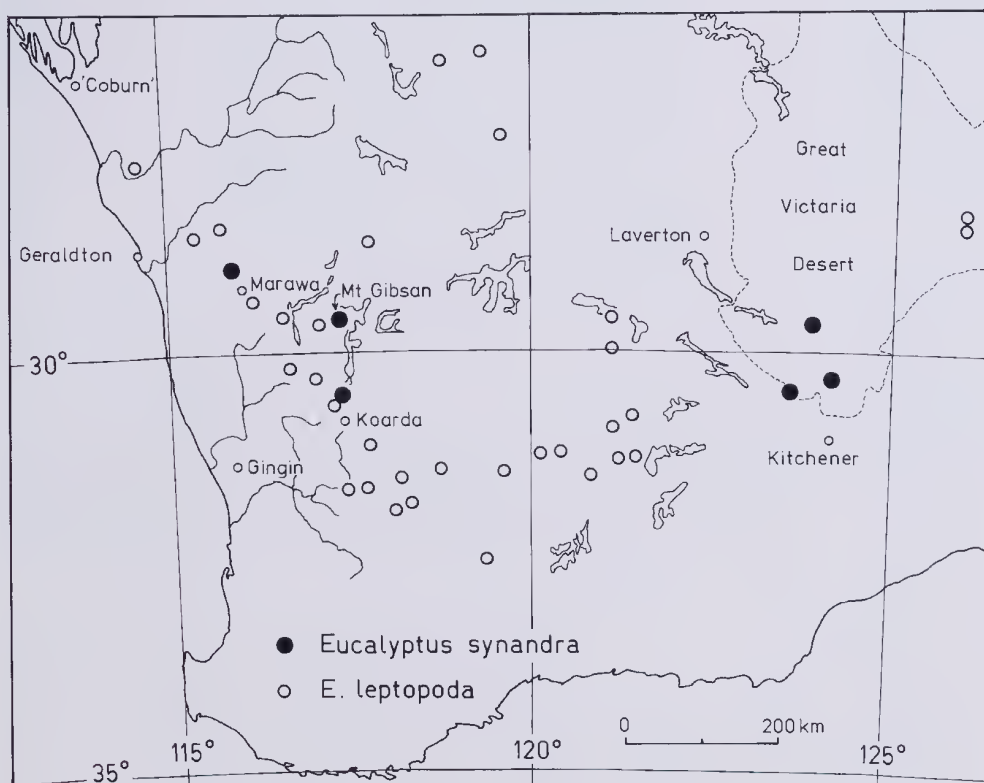 'Coburn'
Great
Victaria
Desert
Laverton
Geraldton
Marawa
Mt Gibsan
30°
Koarda
Gingin
Kitchener
Eucalyptus synandra
E. leptopoda
0 200 km
115° 120° 125°
35°